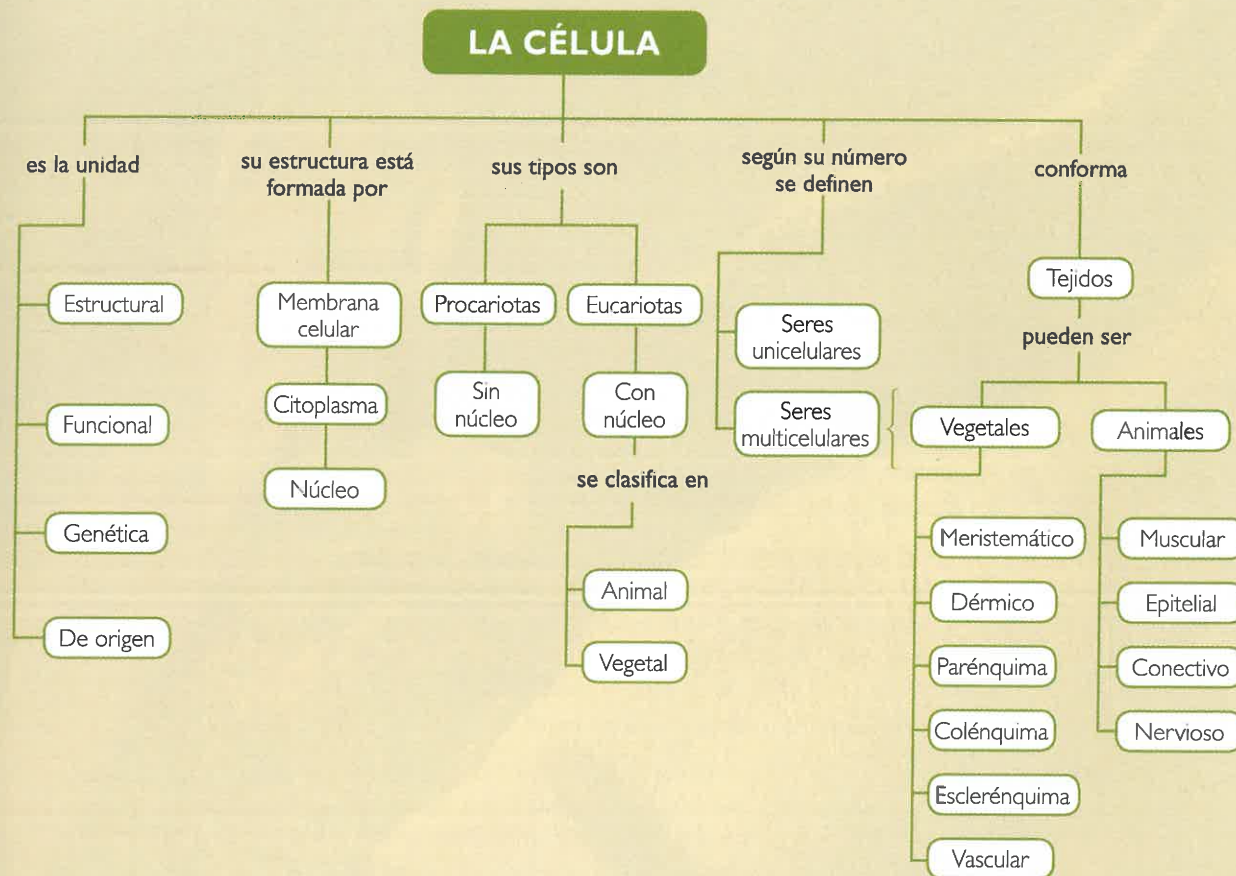 LA CÉLULA
es la unidad
Estructural
Funcional
Genética
De origen
su estructura está
formada por
Membrana
celular
Citoplasma
Núcleo
sus tipos son
Procariotas
Sin
núcleo
Eucariotas
Con
núcleo
se clasifica en
Animal
Vegetal
según su número
se definen
Seres
unicelulares
Seres
multicelulares
conforma
Tejidos
pueden ser
Vegetales
Meristemático
Dérmico
Parénquima
Colénquima
Esclerénquima
Vascular
Animales
Muscular
Epitelial
Conectivo
Nervioso